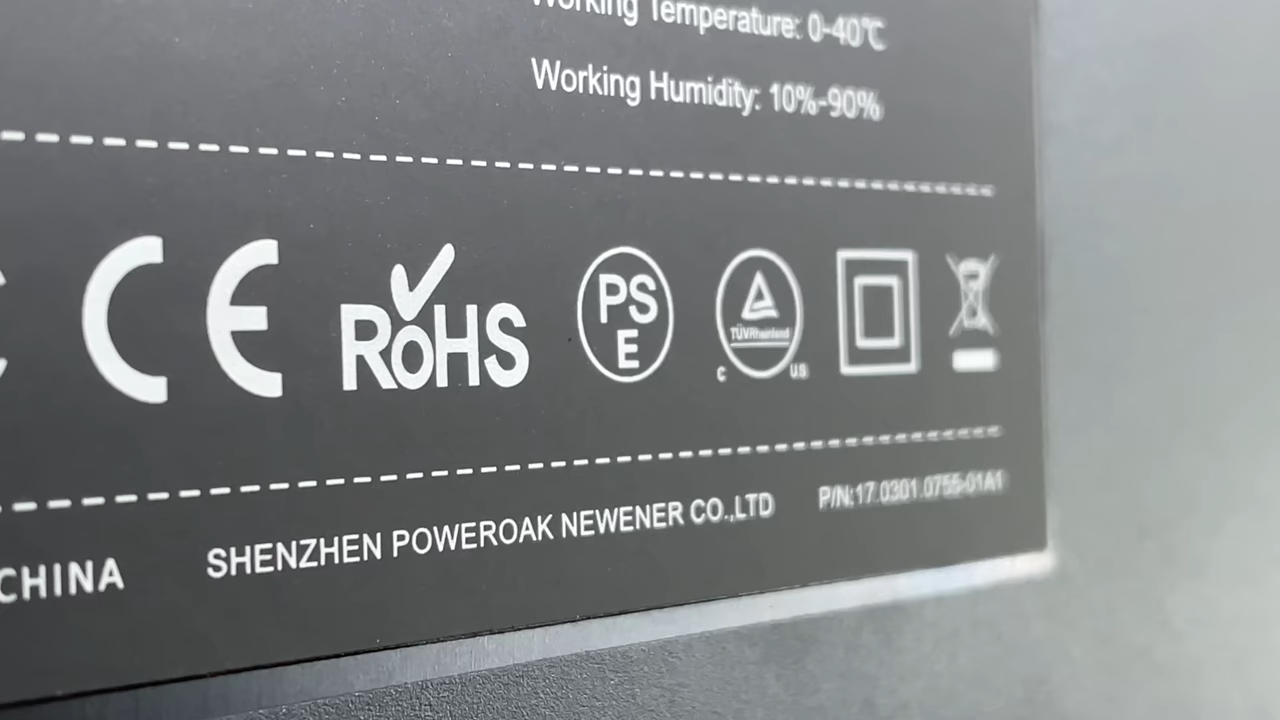 Working Temperature: 0-40℃
Working Humidity: 10%-90%
CE RoHS PSE TÜVRheinland C US
CHINA SHENZHEN POWEROAK NEWENER CO.,LTD P/N:17.0301.0755-01A1